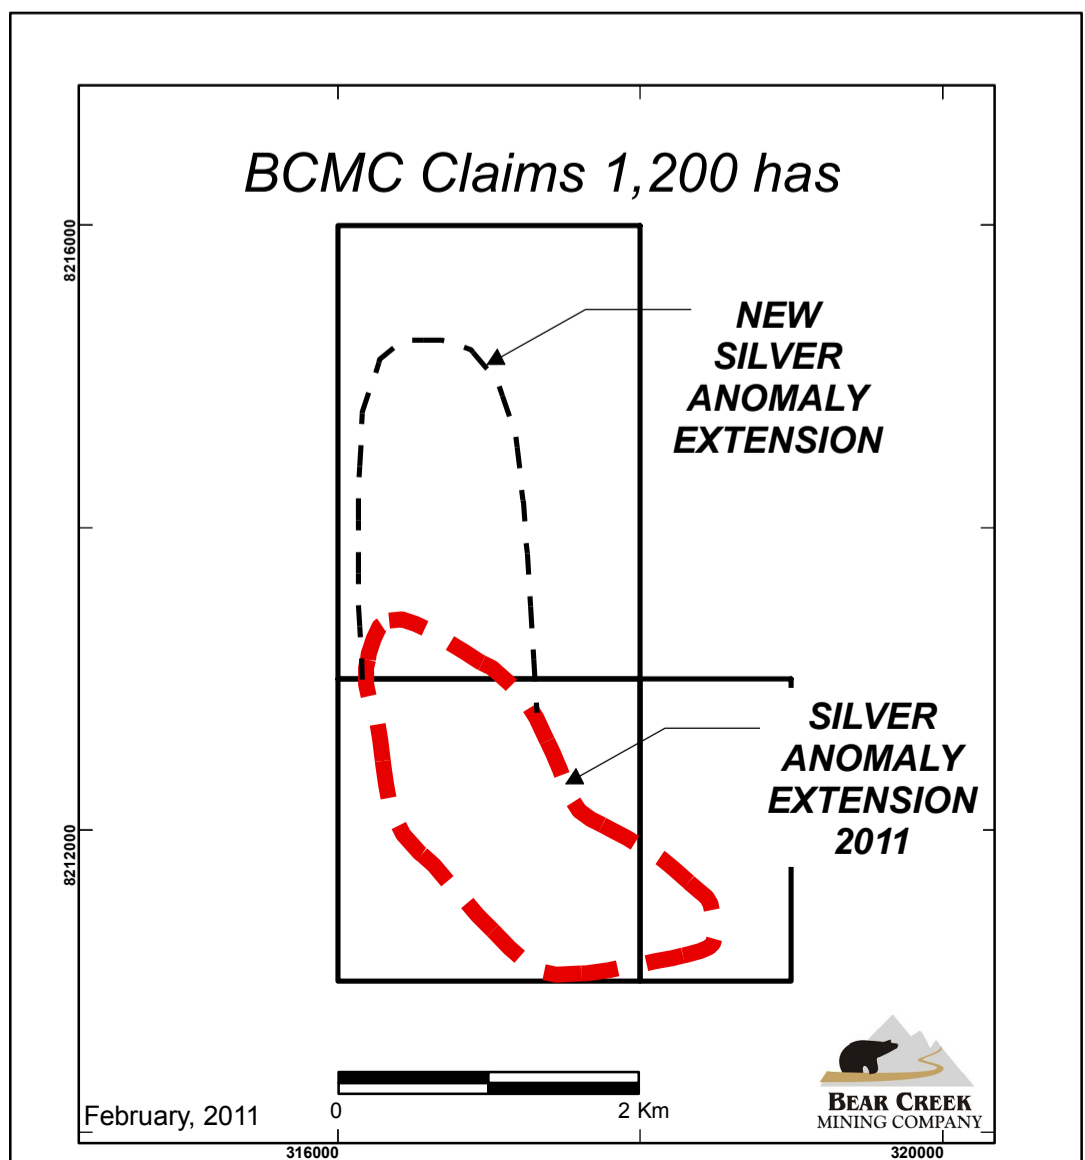 BCMC Claims 1,200 has
8216000
NEW
SILVER
ANOMALY
EXTENSION
SILVER
ANOMALY
EXTENSION
2011
8212000
February, 2011
0
2 Km
BEAR CREEK
MINING COMPANY
316000
320000